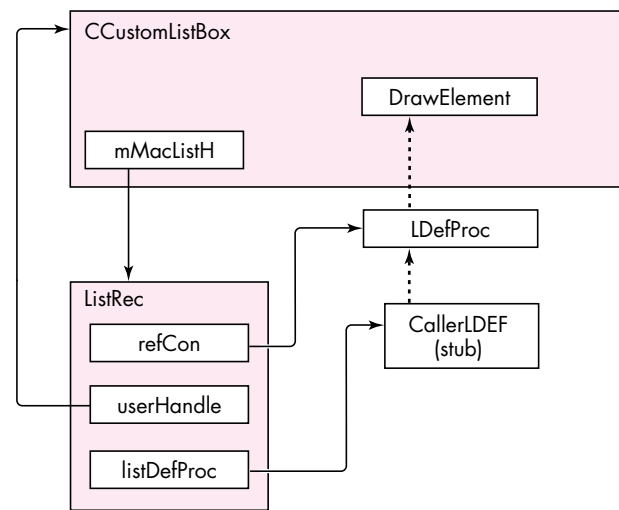 CCustomListBox
DrawElement
mMacListH
LDefProc
ListRec
CallerLDEF
(stub)
refCon
userHandle
listDefProc